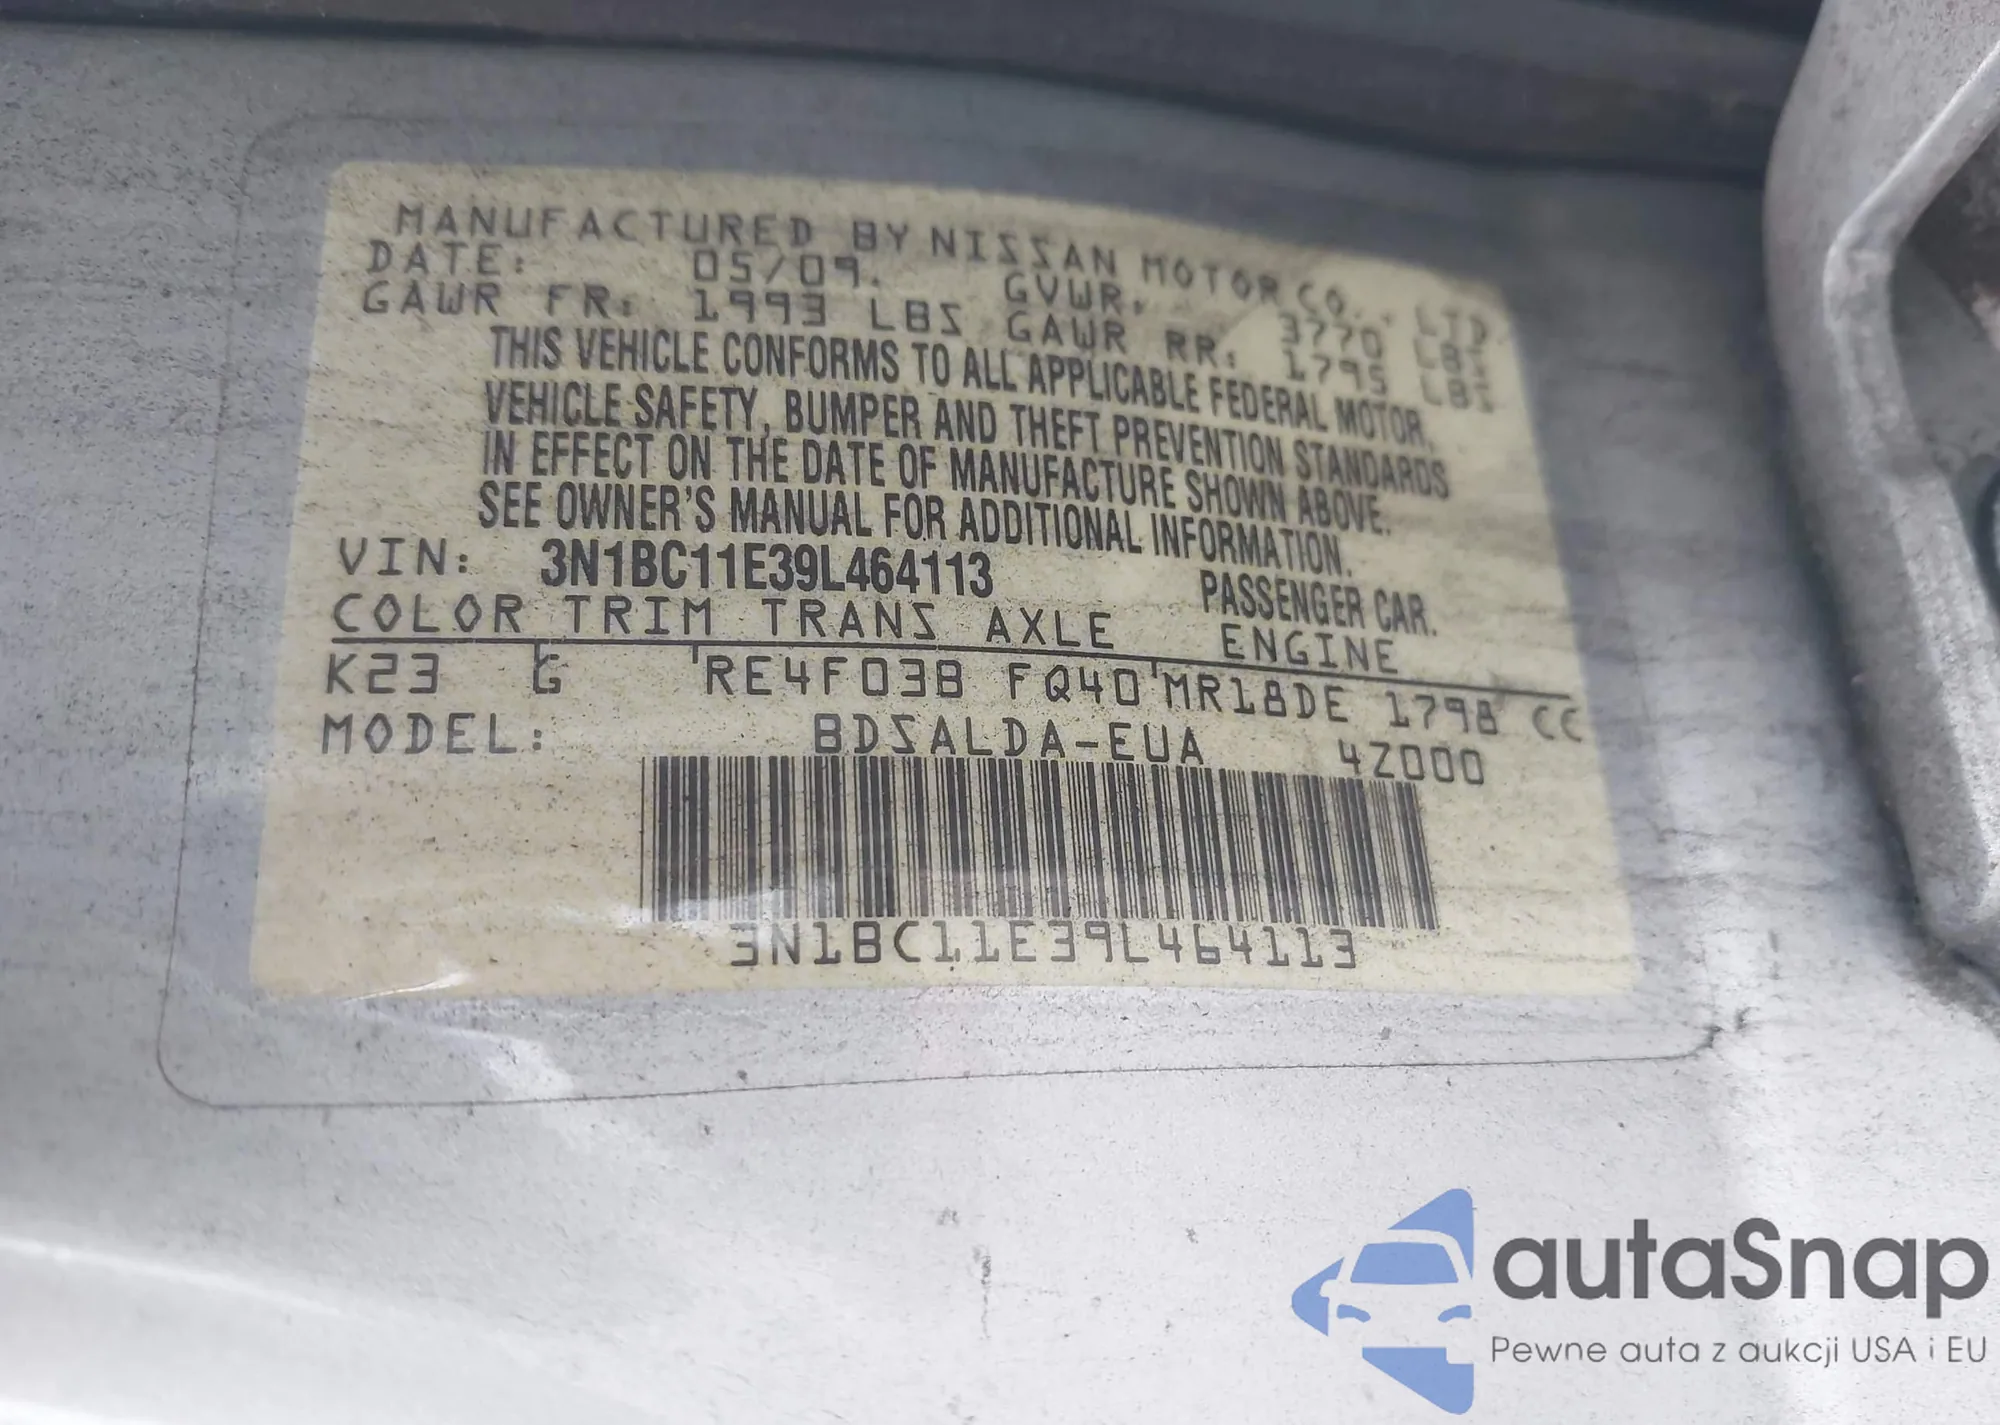 MANUFACTURED BY NISSAN MOTOR CO., LTD.
DATE: 05/09. GVWR: 3770 LBS
GAWR FR: 1993 LBS GAWR RR: 1795 LBS
THIS VEHICLE CONFORMS TO ALL APPLICABLE FEDERAL MOTOR
VEHICLE SAFETY, BUMPER AND THEFT PREVENTION STANDARDS
IN EFFECT ON THE DATE OF MANUFACTURE SHOWN ABOVE.
SEE OWNER'S MANUAL FOR ADDITIONAL INFORMATION.
VIN: 3N1BC11E39L464113 PASSENGER CAR.
COLOR TRIM TRANS AXLE ENGINE
K23 G RE4F03B FQ40 MR18DE 1798 CC
MODEL: BDSALDA-EUA 4Z000
3N1BC11E39L464113
autaSnap
Pewne auta z aukcji USA i EU